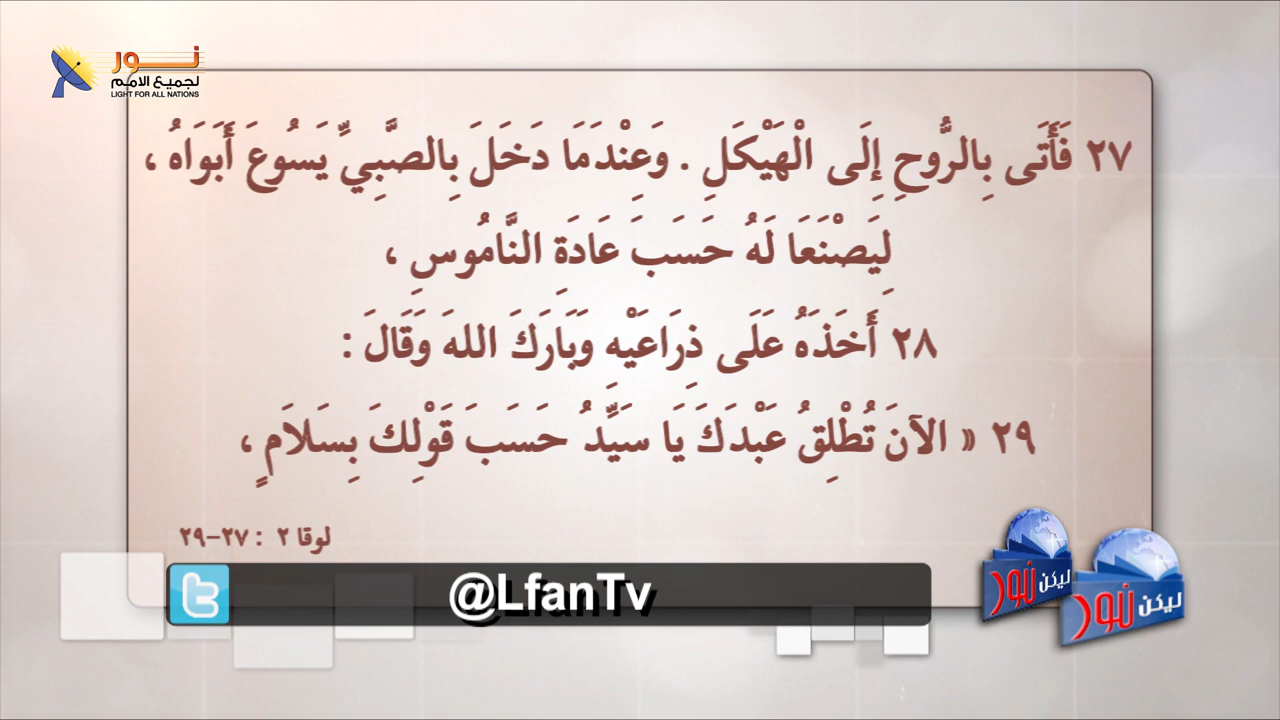 نور
لجميع الامم
LIGHT FOR ALL NATIONS
٢٧ فَأَتَى بِالرُّوحِ إِلَى الْهَيْكَلِ . وَعِنْدَمَا دَخَلَ بِالصَّبِيِّ يَسُوعَ أَبَوَاهُ ،
لِيَصْنَعَا لَهُ حَسَبَ عَادَةِ النَّامُوسِ ،
٢٨ أَخَذَهُ عَلَى ذِرَاعَيْهِ وَبَارَكَ اللهَ وَقَالَ :
٢٩ « الآنَ تُطْلِقُ عَبْدَكَ يَا سَيِّدُ حَسَبَ قَوْلِكَ بِسَلاَمٍ ،
لوقا ٢ : ٢٧-٢٩
@LfanTv
ليكن نور
ليكن نور